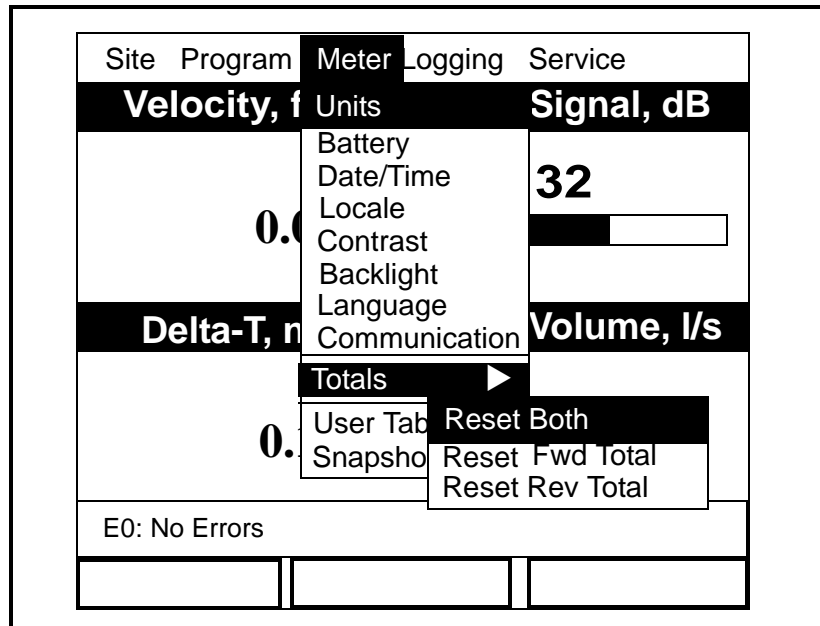 Site Program Meter Logging Service
Velocity, f Units Signal, dB
Battery
Date/Time
32
Locale
0.0
Contrast
Backlight
Language
Communication
Delta-T, Volume, l/s
Totals
User Tab
Reset Both
0.
Snapsho
Reset Fwd Total
Reset Rev Total
E0: No Errors